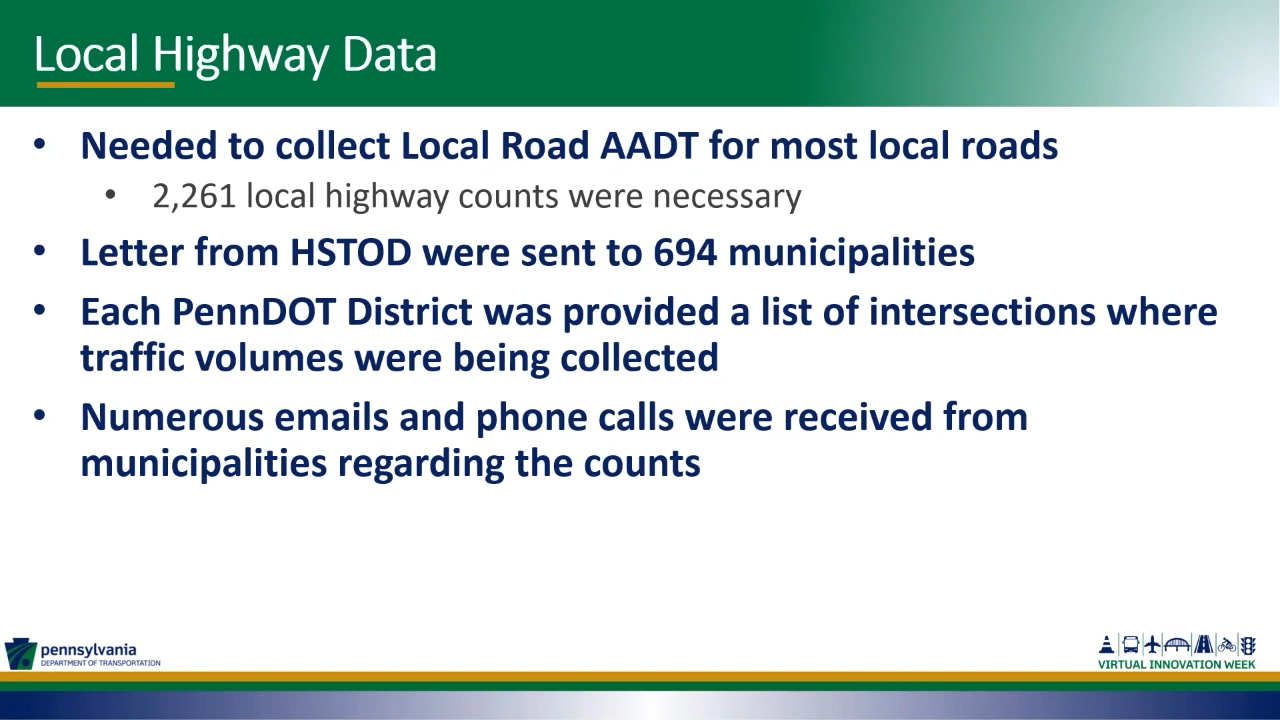 Local Highway Data
• Needed to collect Local Road AADT for most local roads
• 2,261 local highway counts were necessary
• Letter from HSTOD were sent to 694 municipalities
• Each PennDOT District was provided a list of intersections where
traffic volumes were being collected
• Numerous emails and phone calls were received from
municipalities regarding the counts
pennsylvania
DEPARTMENT OF TRANSPORTATION
VIRTUAL INNOVATION WEEK